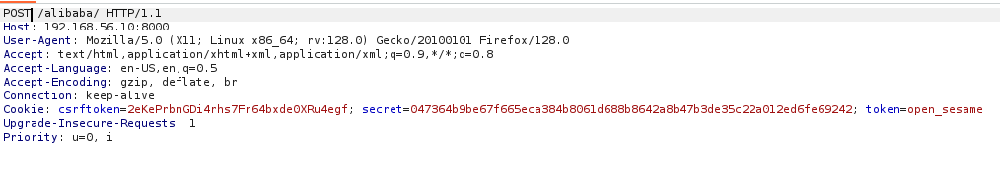 POST /alibaba/ HTTP/1.1
Host: 192.168.56.10:8000
User-Agent: Mozilla/5.0 (X11; Linux x86_64; rv:128.0) Gecko/20100101 Firefox/128.0
Accept: text/html,application/xhtml+xml,application/xml;q=0.9,*/*;q=0.8
Accept-Language: en-US,en;q=0.5
Accept-Encoding: gzip, deflate, br
Connection: keep-alive
Cookie: csrftoken=2eKePrbmGDi4rhs7Fr64bxde0XRu4egf; secret=047364b9be67f665eca384b8061d688b8642a8b47b3de35c22a012ed6fe69242; token=open_sesame
Upgrade-Insecure-Requests: 1
Priority: u=0, i